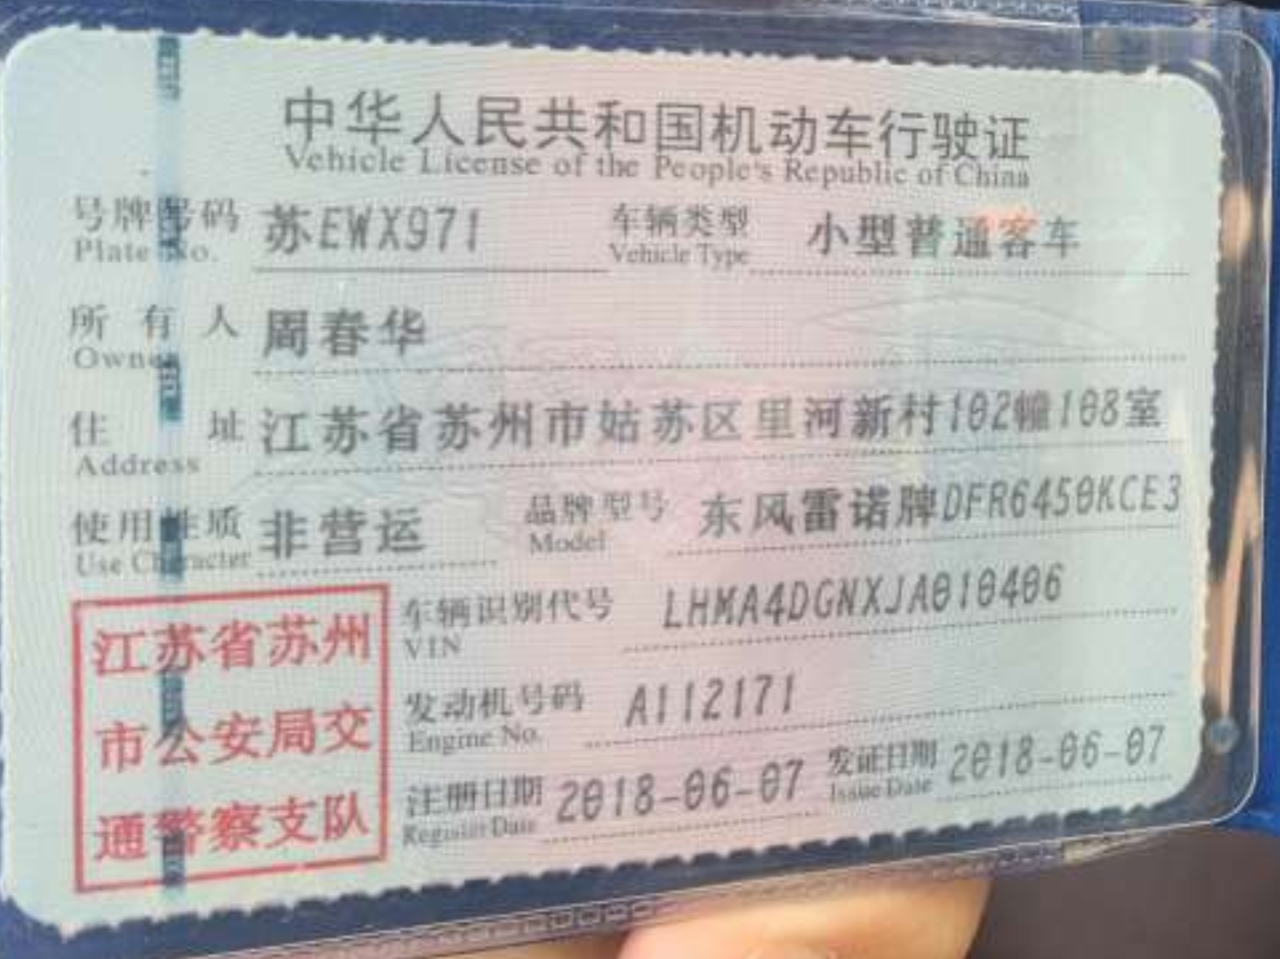 中华人民共和国机动车行驶证
Vehicle License of the People's Republic of China
号牌号码 苏EWX971 车辆类型 小型普通客车
Plate No. Vehicle Type
所有人 周春华
Owner
住址 江苏省苏州市姑苏区里河新村102幢108室
Address
使用性质 非营运 品牌型号 东风雷诺牌DFR6450KCE3
Use Character Model
车辆识别代号 LHMA4DGNXJA010406
VIN
发动机号码 A112171
Engine No.
注册日期 2018-06-07 发证日期 2018-06-07
Register Date Issue Date
江苏省苏州
市公安局交
通警察支队